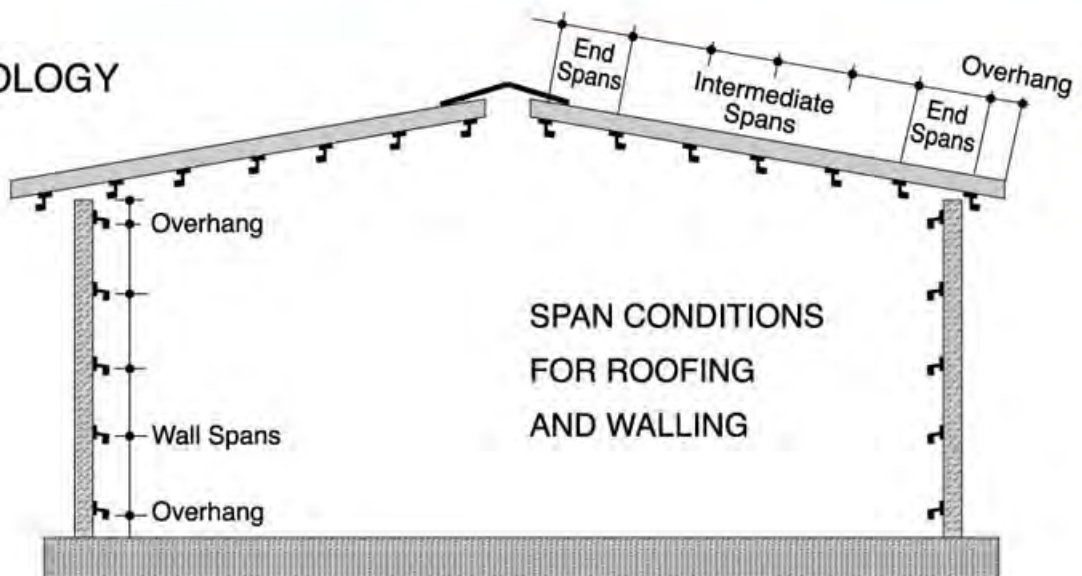 OLOGY
End
Spans
Intermediate
Spans
End
Spans
Overhang
Overhang
SPAN CONDITIONS
FOR ROOFING
AND WALLING
Wall Spans
Overhang